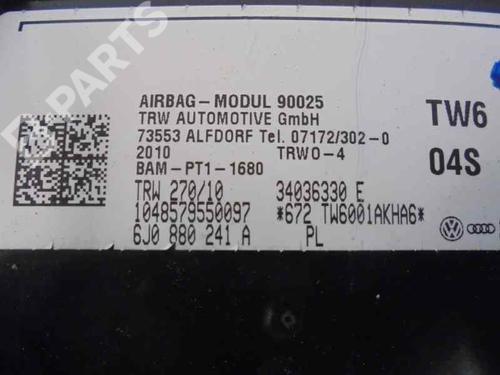 B PARTS
AIRBAG-MODUL 90025
TRW AUTOMOTIVE GmbH
73553 ALFDORF Tel. 07172/302-0
2010 TRWO-4
BAM-PT1-1680
TRW 270/10 34036330 E
1048579550097 *672 TW6001AKHA6*
6J0 880 241 A PL
TW6
04S